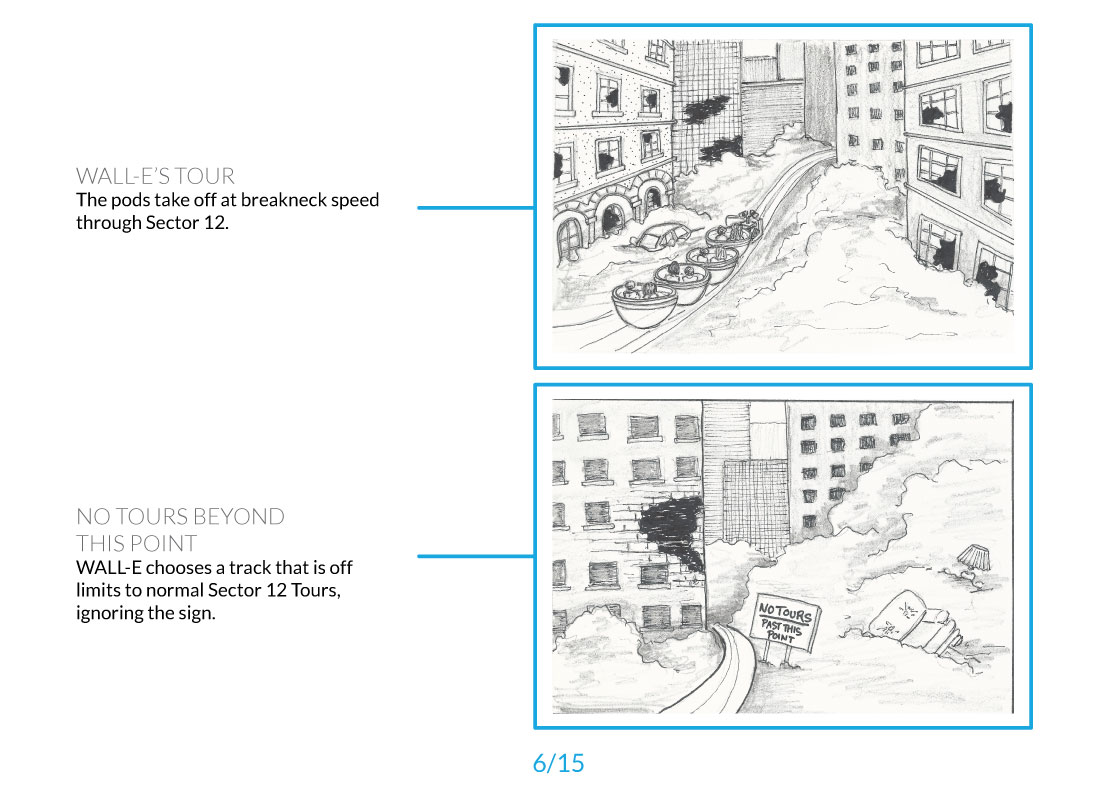 WALL-E'S TOUR
The pods take off at breakneck speed
through Sector 12.
NO TOURS BEYOND
THIS POINT
WALL-E chooses a track that is off
limits to normal Sector 12 Tours,
ignoring the sign.
NO TOURS
PAST THIS
POINT
6/15